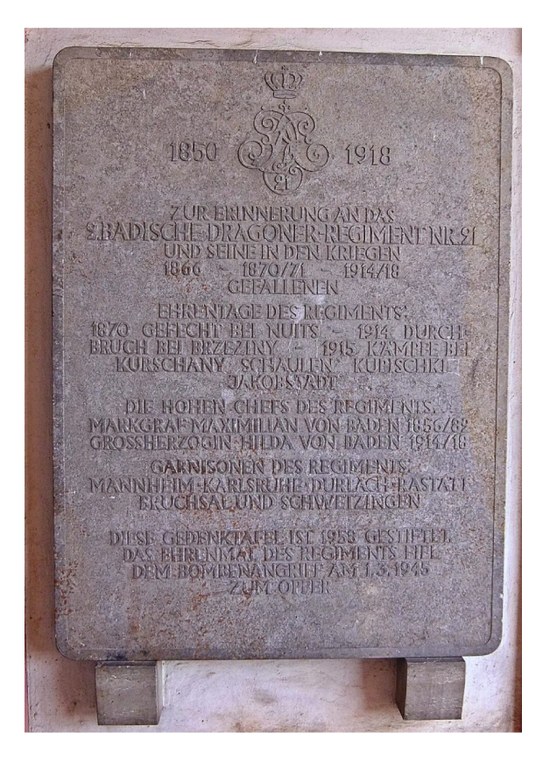 1850 1918
21
ZUR ERINNERUNG AN DAS
2.BADISCHE·DRAGONER·REGIMENT NR.21
UND SEINE IN DEN KRIEGEN
1866 - 1870/71 - 1914/18
GEFALLENEN
EHRENTAGE DES REGIMENTS:
1870 GEFECHT BEI NUITS - 1914 DURCH-
BRUCH BEI BRZEZINY - 1915 KÄMPFE BEI
KURSCHANY SCHAULEN KUPISCHKI
JAKOBSTADT
DIE HOHEN CHEFS DES REGIMENTS:
MARKGRAF MAXIMILIAN VON BADEN 1856/82
GROSSHERZOGIN HILDA VON BADEN 1914/18
GARNISONEN DES REGIMENTS:
MANNHEIM·KARLSRUHE·DURLACH·RASTATT
BRUCHSAL UND SCHWETZINGEN
DIESE GEDENKTAFEL IST 1958 GESTIFTET,
DAS EHRENMAL DES REGIMENTS FIEL
DEM BOMBENANGRIFF AM 1.3.1945
ZUM OPFER